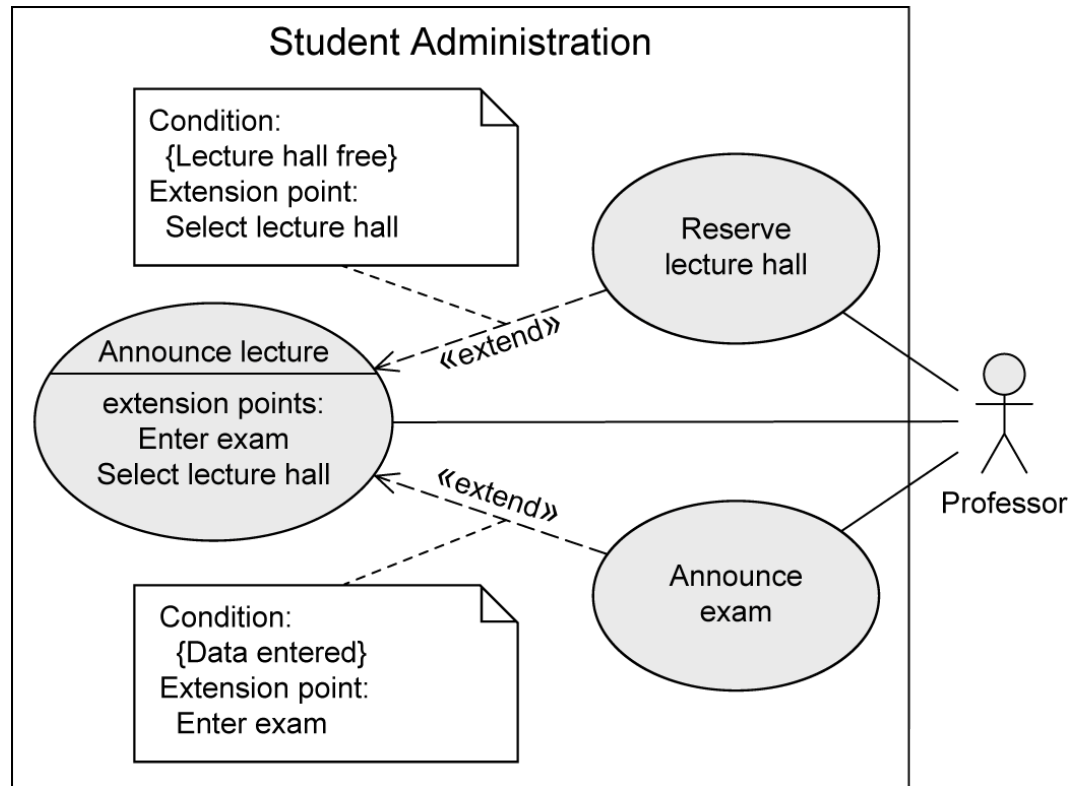 Student Administration
Condition:
{Lecture hall free}
Extension point:
Select lecture hall
Reserve
lecture hall
«extend»
Announce lecture
extension points:
Enter exam
Select lecture hall
«extend»
Professor
Announce
exam
Condition:
{Data entered}
Extension point:
Enter exam